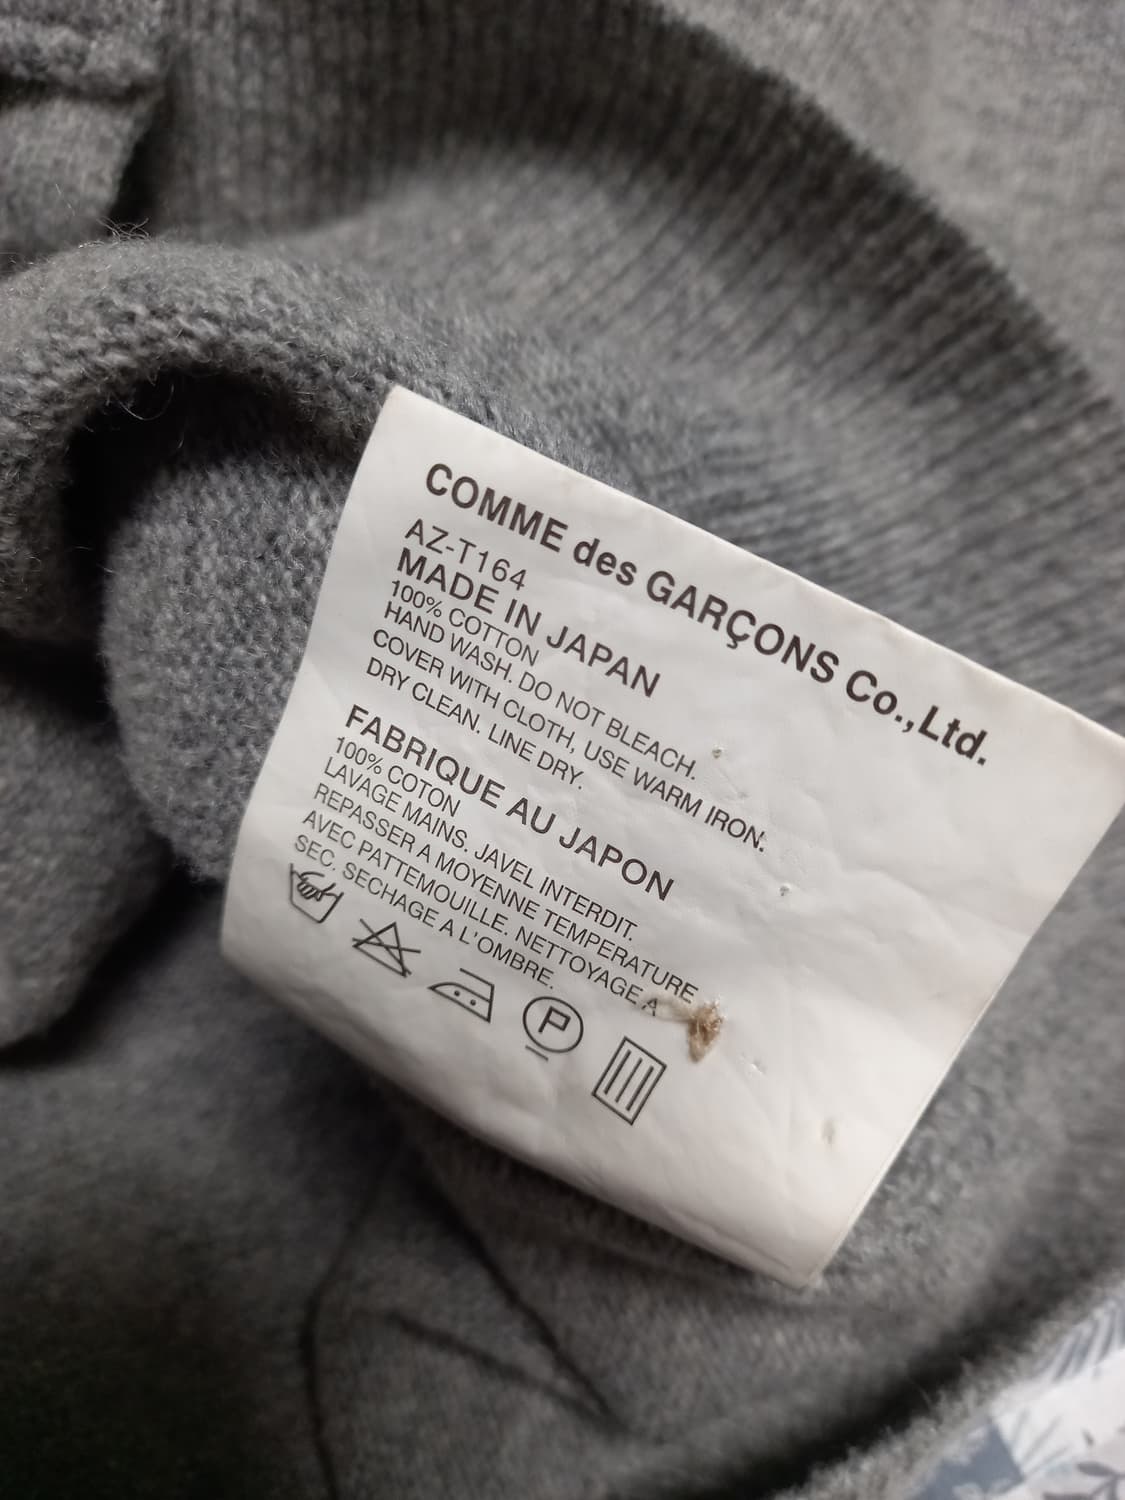 COMME des GARÇONS Co., Ltd.
AZ-T164
MADE IN JAPAN
100% COTTON
HAND WASH. DO NOT BLEACH.
COVER WITH CLOTH, USE WARM IRON.
DRY CLEAN. LINE DRY.
FABRIQUE AU JAPON
100% COTON
LAVAGE MAINS. JAVEL INTERDIT.
REPASSER A MOYENNE TEMPERATURE
AVEC PATTEMOUILLE. NETTOYAGE A
SEC. SECHAGE A L'OMBRE.
P